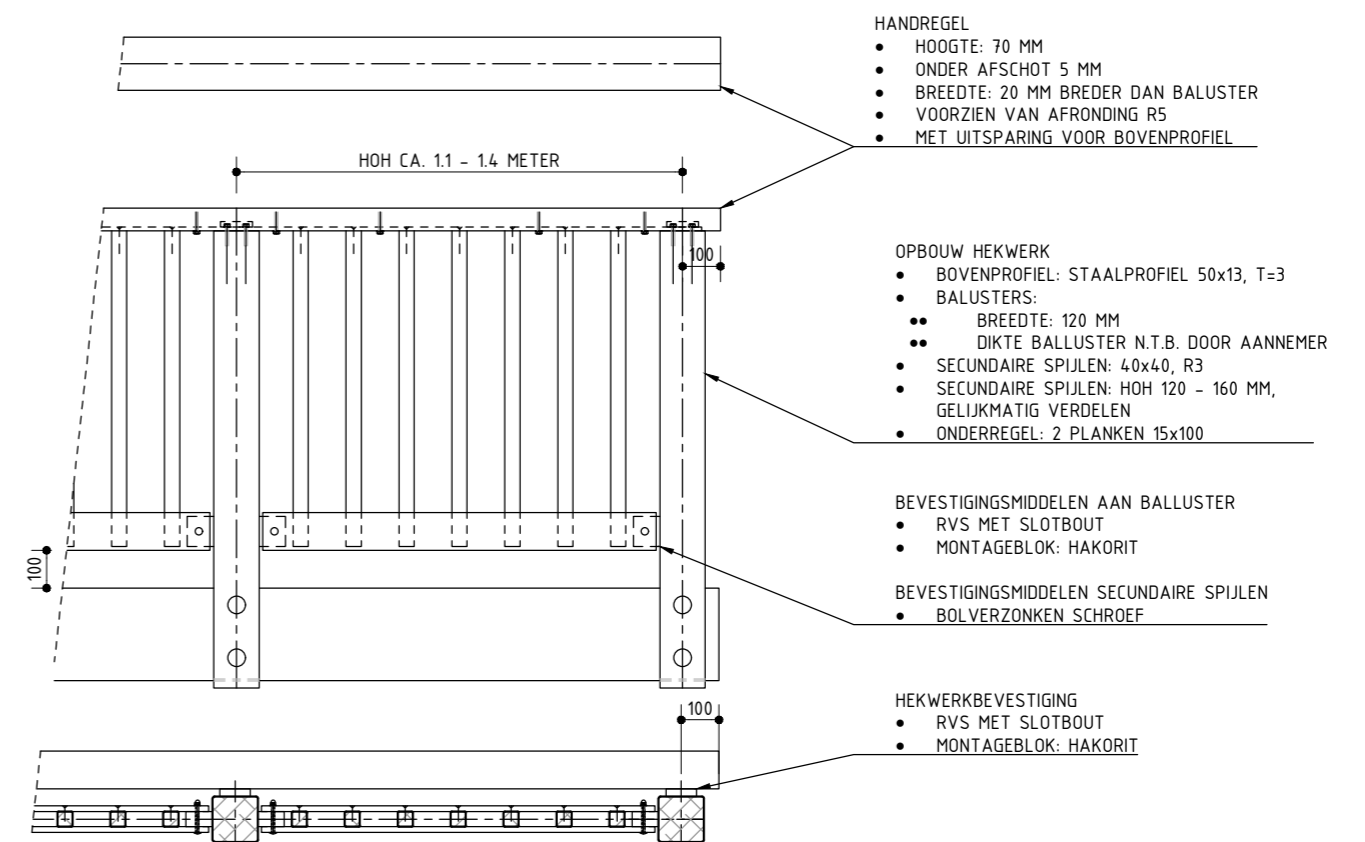 HANDREGEL
• HOOGTE: 70 MM
• ONDER AFSCHOT 5 MM
• BREEDTE: 20 MM BREDER DAN BALUSTER
• VOORZIEN VAN AFRONDING R5
• MET UITSPARING VOOR BOVENPROFIEL
HOH CA. 1.1 - 1.4 METER
100
OPBOUW HEKWERK
• BOVENPROFIEL: STAALPROFIEL 50x13, T=3
• BALUSTERS:
•• BREEDTE: 120 MM
•• DIKTE BALLUSTER N.T.B. DOOR AANNEMER
• SECUNDAIRE SPIJLEN: 40x40, R3
• SECUNDAIRE SPIJLEN: HOH 120 - 160 MM,
GELIJKMATIG VERDELEN
• ONDERREGEL: 2 PLANKEN 15x100
BEVESTIGINGSMIDDELEN AAN BALLUSTER
• RVS MET SLOTBOUT
• MONTAGEBLOK: HAKORIT
100
BEVESTIGINGSMIDDELEN SECUNDAIRE SPIJLEN
• BOLVERZONKEN SCHROEF
HEKWERKBEVESTIGING
• RVS MET SLOTBOUT
• MONTAGEBLOK: HAKORIT
100